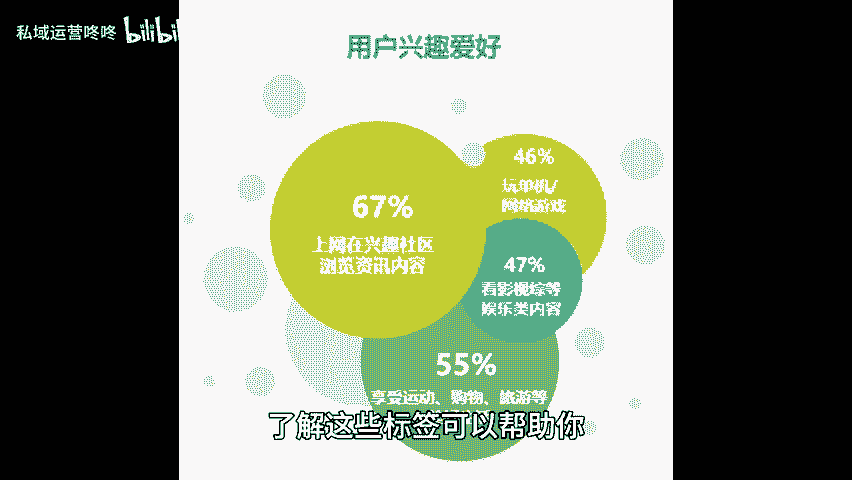 私域运营咚咚 bilibili
用户兴趣爱好
46%
玩单机/
网络游戏
67%
上网在兴趣社区
浏览资讯内容
47%
看影视综等
娱乐类内容
55%
享受运动、购物、旅游等
了解这些标签可以帮助你